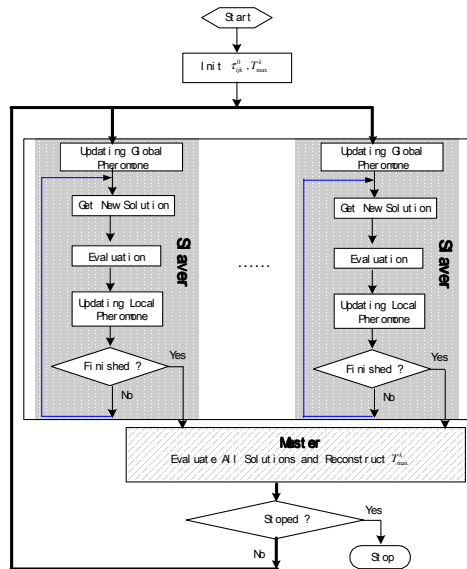 Start
Init τ⁰ᵢⱼₖ , Tᵏₘₐₓ
Updating Global
Pheromone
Get New Solution
Evaluation
Updating Local
Pheromone
Finished ?
Yes
No
Slaver
......
Updating Global
Pheromone
Get New Solution
Evaluation
Updating Local
Pheromone
Finished ?
Yes
No
Slaver
Master
Evaluate All Solutions and Reconstruct Tᵏₘₐₓ
Stoped ?
Yes
No
Stop